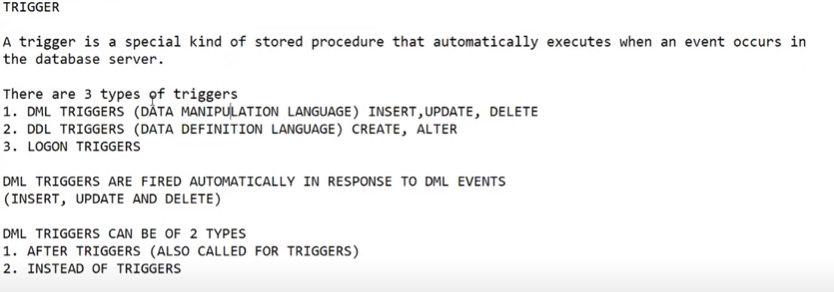 TRIGGER
A trigger is a special kind of stored procedure that automatically executes when an event occurs in
the database server.
There are 3 types of triggers
1. DML TRIGGERS (DATA MANIPULATION LANGUAGE) INSERT,UPDATE, DELETE
2. DDL TRIGGERS (DATA DEFINITION LANGUAGE) CREATE, ALTER
3. LOGON TRIGGERS
DML TRIGGERS ARE FIRED AUTOMATICALLY IN RESPONSE TO DML EVENTS
(INSERT, UPDATE AND DELETE)
DML TRIGGERS CAN BE OF 2 TYPES
1. AFTER TRIGGERS (ALSO CALLED FOR TRIGGERS)
2. INSTEAD OF TRIGGERS